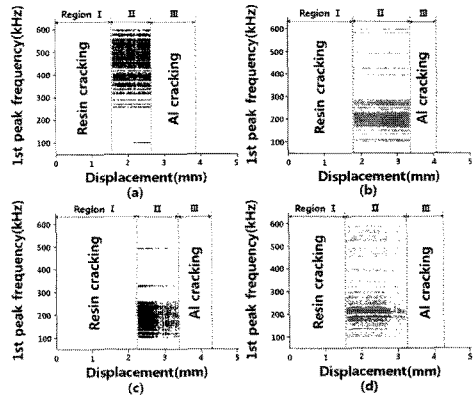 Region I II III
1st peak frequency(kHz)
600
500
400
300
200
100
Resin cracking
Al cracking
0 1 2 3 4 5
Displacement(mm)
(a)
Region I II III
1st peak frequency(kHz)
600
500
400
300
200
100
Resin cracking
Al cracking
0 1 2 3 4 5
Displacement(mm)
(b)
Region I II III
1st peak frequency(kHz)
600
500
400
300
200
100
Resin cracking
Al cracking
0 1 2 3 4 5
Displacement(mm)
(c)
Region I II III
1st peak frequency(kHz)
600
500
400
300
200
100
Resin cracking
Al cracking
0 1 2 3 4 5
Displacement(mm)
(d)